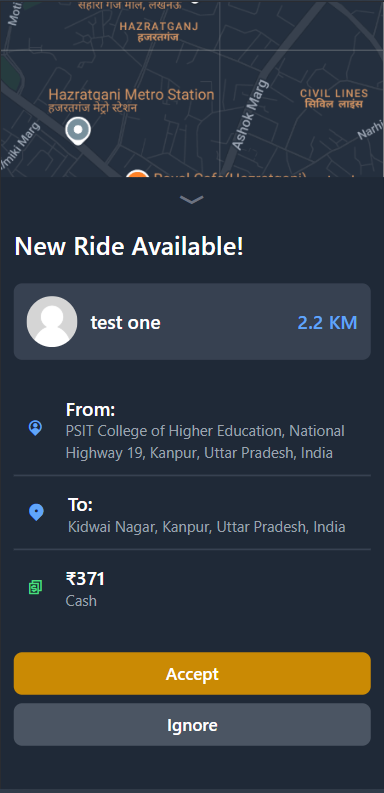 Moti
सहारा गंज माल, लखनऊ
HAZRATGANJ
हजरतगंज
Hazratganj Metro Station
हजरतगंज मेट्रो स्टेशन
CIVIL LINES
सिविल लाइंस
Ashok Marg
Narhi
miki Marg
Royal Cafe(Hazratganj)
New Ride Available!
test one
2.2 KM
From:
PSIT College of Higher Education, National
Highway 19, Kanpur, Uttar Pradesh, India
To:
Kidwai Nagar, Kanpur, Uttar Pradesh, India
₹371
Cash
Accept
Ignore